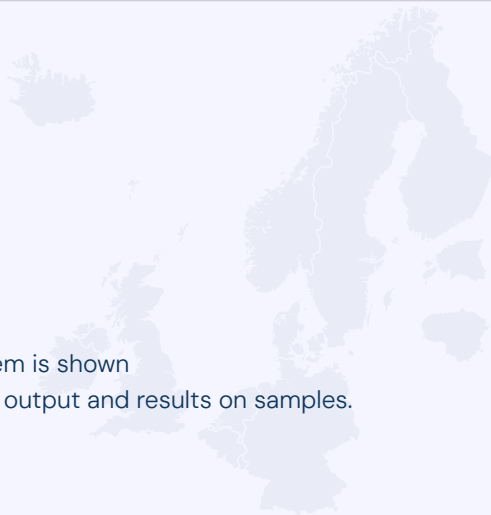 em is shown
output and results on samples.